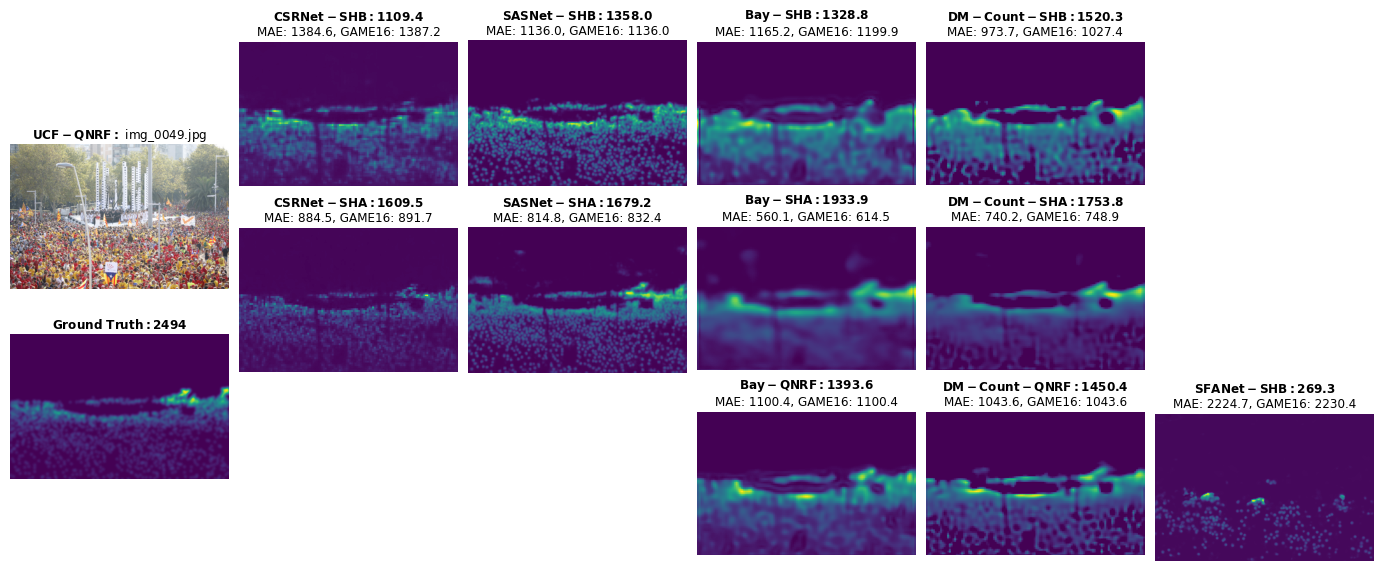 CSRNet-SHB: 1109.4
MAE: 1384.6, GAME16: 1387.2
SASNet-SHB: 1358.0
MAE: 1136.0, GAME16: 1136.0
Bay-SHB: 1328.8
MAE: 1165.2, GAME16: 1199.9
DM-Count-SHB: 1520.3
MAE: 973.7, GAME16: 1027.4
UCF-QNRF: img_0049.jpg
CSRNet-SHA: 1609.5
MAE: 884.5, GAME16: 891.7
SASNet-SHA: 1679.2
MAE: 814.8, GAME16: 832.4
Bay-SHA: 1933.9
MAE: 560.1, GAME16: 614.5
DM-Count-SHA: 1753.8
MAE: 740.2, GAME16: 748.9
Ground Truth: 2494
Bay-QNRF: 1393.6
MAE: 1100.4, GAME16: 1100.4
DM-Count-QNRF: 1450.4
MAE: 1043.6, GAME16: 1043.6
SFANet-SHB: 269.3
MAE: 2224.7, GAME16: 2230.4